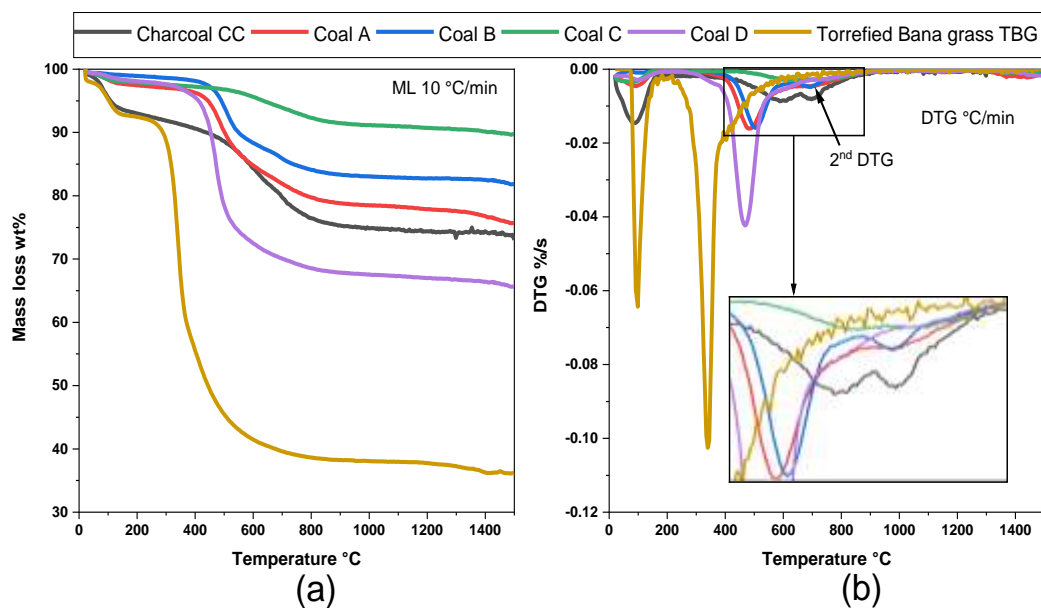 Charcoal CC Coal A Coal B Coal C Coal D Torrefied Bana grass TBG
ML 10 °C/min
Mass loss wt%
100
90
80
70
60
50
40
30
0 200 400 600 800 1000 1200 1400
Temperature °C
(a)
DTG °C/min
2nd DTG
DTG %/s
0.00
-0.02
-0.04
-0.06
-0.08
-0.10
-0.12
0 200 400 600 800 1000 1200 1400
Temperature °C
(b)